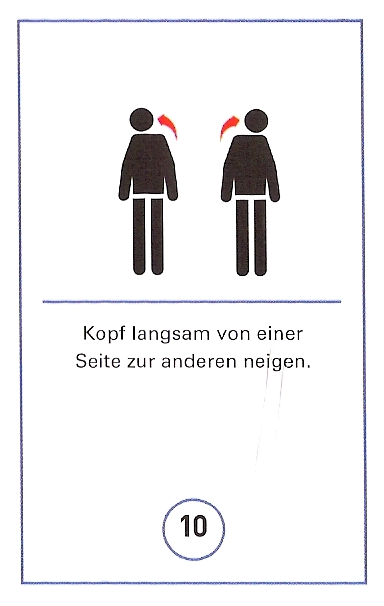 Kopf langsam von einer
Seite zur anderen neigen.
10